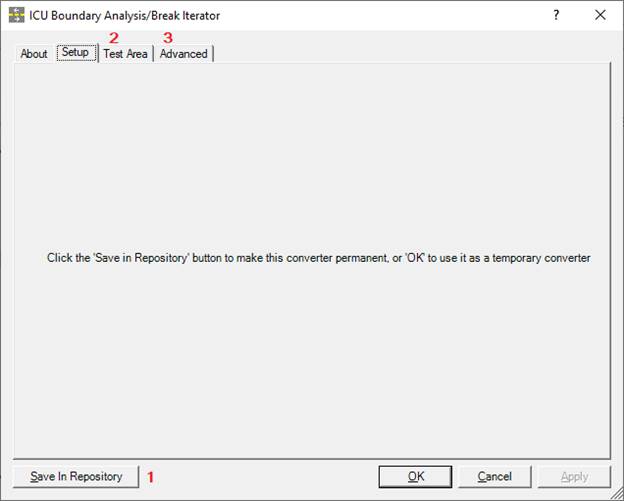 ICU Boundary Analysis/Break Iterator ?
2 3
About Setup Test Area Advanced
Click the 'Save in Repository' button to make this converter permanent, or 'OK' to use it as a temporary converter
Save In Repository 1 OK Cancel Apply